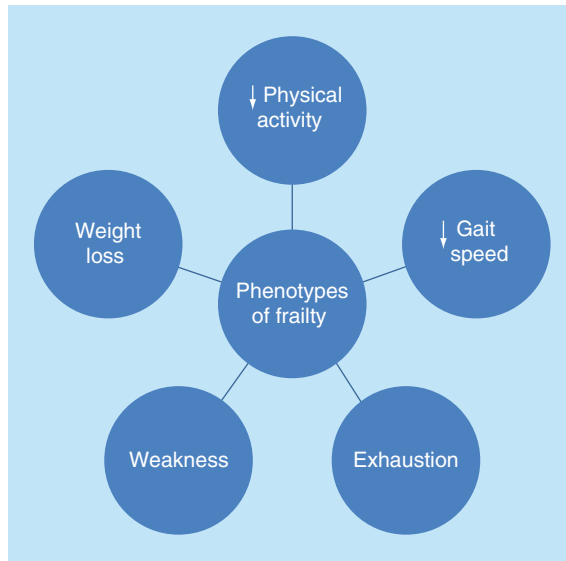 ↓ Physical
activity
Weight
loss
↓ Gait
speed
Phenotypes
of frailty
Weakness
Exhaustion